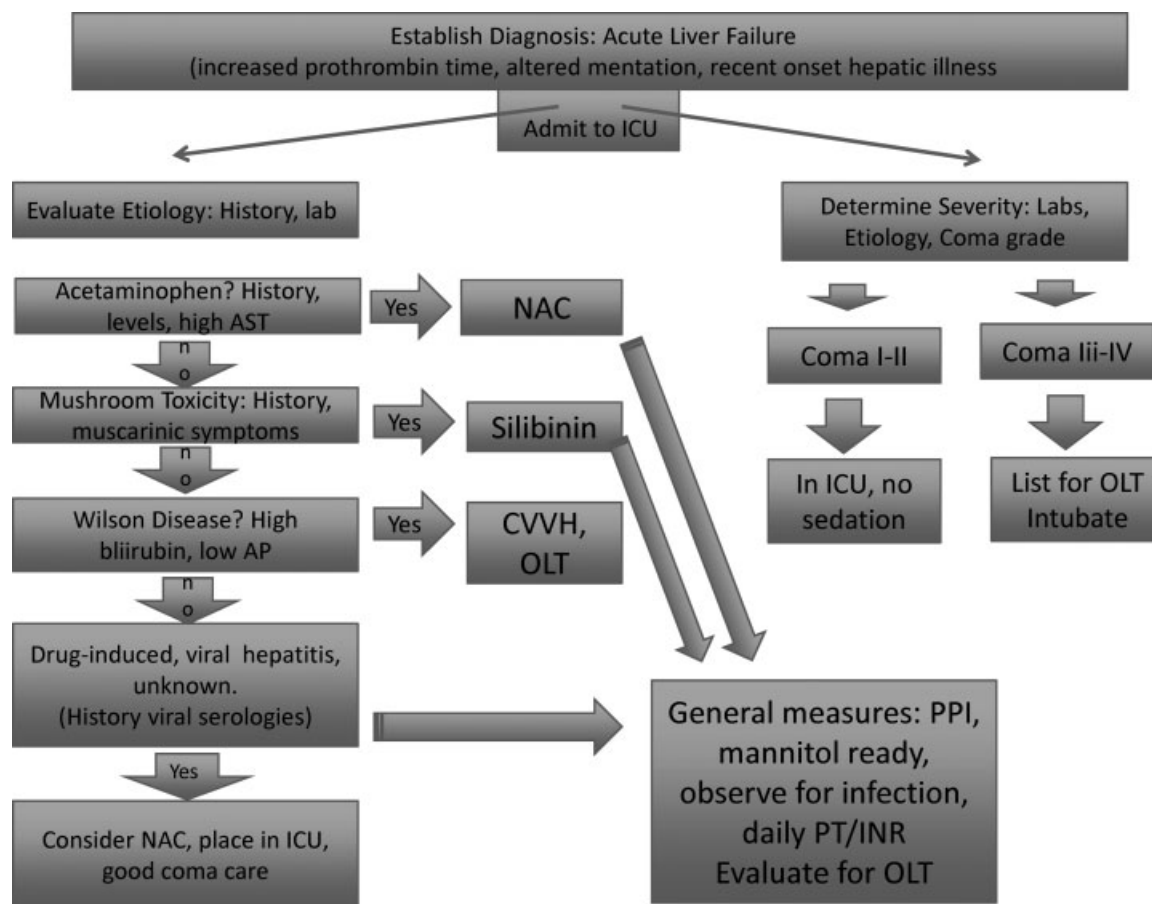 Establish Diagnosis: Acute Liver Failure
(increased prothrombin time, altered mentation, recent onset hepatic illness
Admit to ICU
Evaluate Etiology: History, lab
Determine Severity: Labs,
Etiology, Coma grade
Acetaminophen? History,
levels, high AST
Yes
NAC
n
o
Coma I-II
Coma Iii-IV
Mushroom Toxicity: History,
muscarinic symptoms
Yes
Silibinin
n
o
In ICU, no
sedation
List for OLT
Intubate
Wilson Disease? High
bliirubin, low AP
Yes
CVVH,
OLT
n
o
Drug-induced, viral hepatitis,
unknown.
(History viral serologies)
Yes
Consider NAC, place in ICU,
good coma care
General measures: PPI,
mannitol ready,
observe for infection,
daily PT/INR
Evaluate for OLT